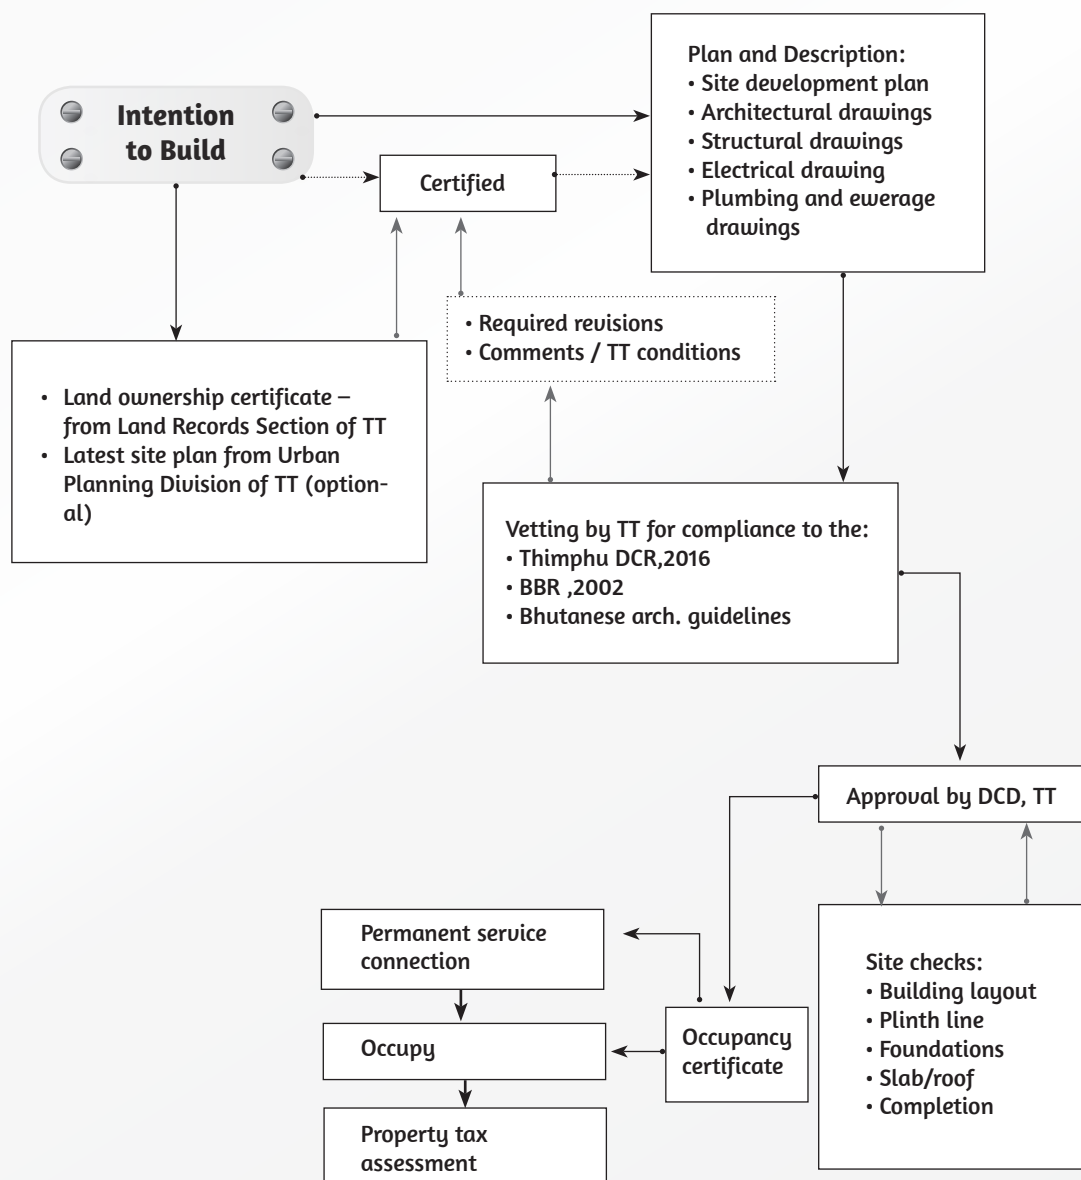 Intention
to Build
Plan and Description:
• Site development plan
• Architectural drawings
• Structural drawings
• Electrical drawing
• Plumbing and ewerage
drawings
Certified
• Required revisions
• Comments / TT conditions
• Land ownership certificate –
from Land Records Section of TT
• Latest site plan from Urban
Planning Division of TT (option-
al)
Vetting by TT for compliance to the:
• Thimphu DCR,2016
• BBR ,2002
• Bhutanese arch. guidelines
Approval by DCD, TT
Site checks:
• Building layout
• Plinth line
• Foundations
• Slab/roof
• Completion
Occupancy
certificate
Permanent service
connection
Occupy
Property tax
assessment